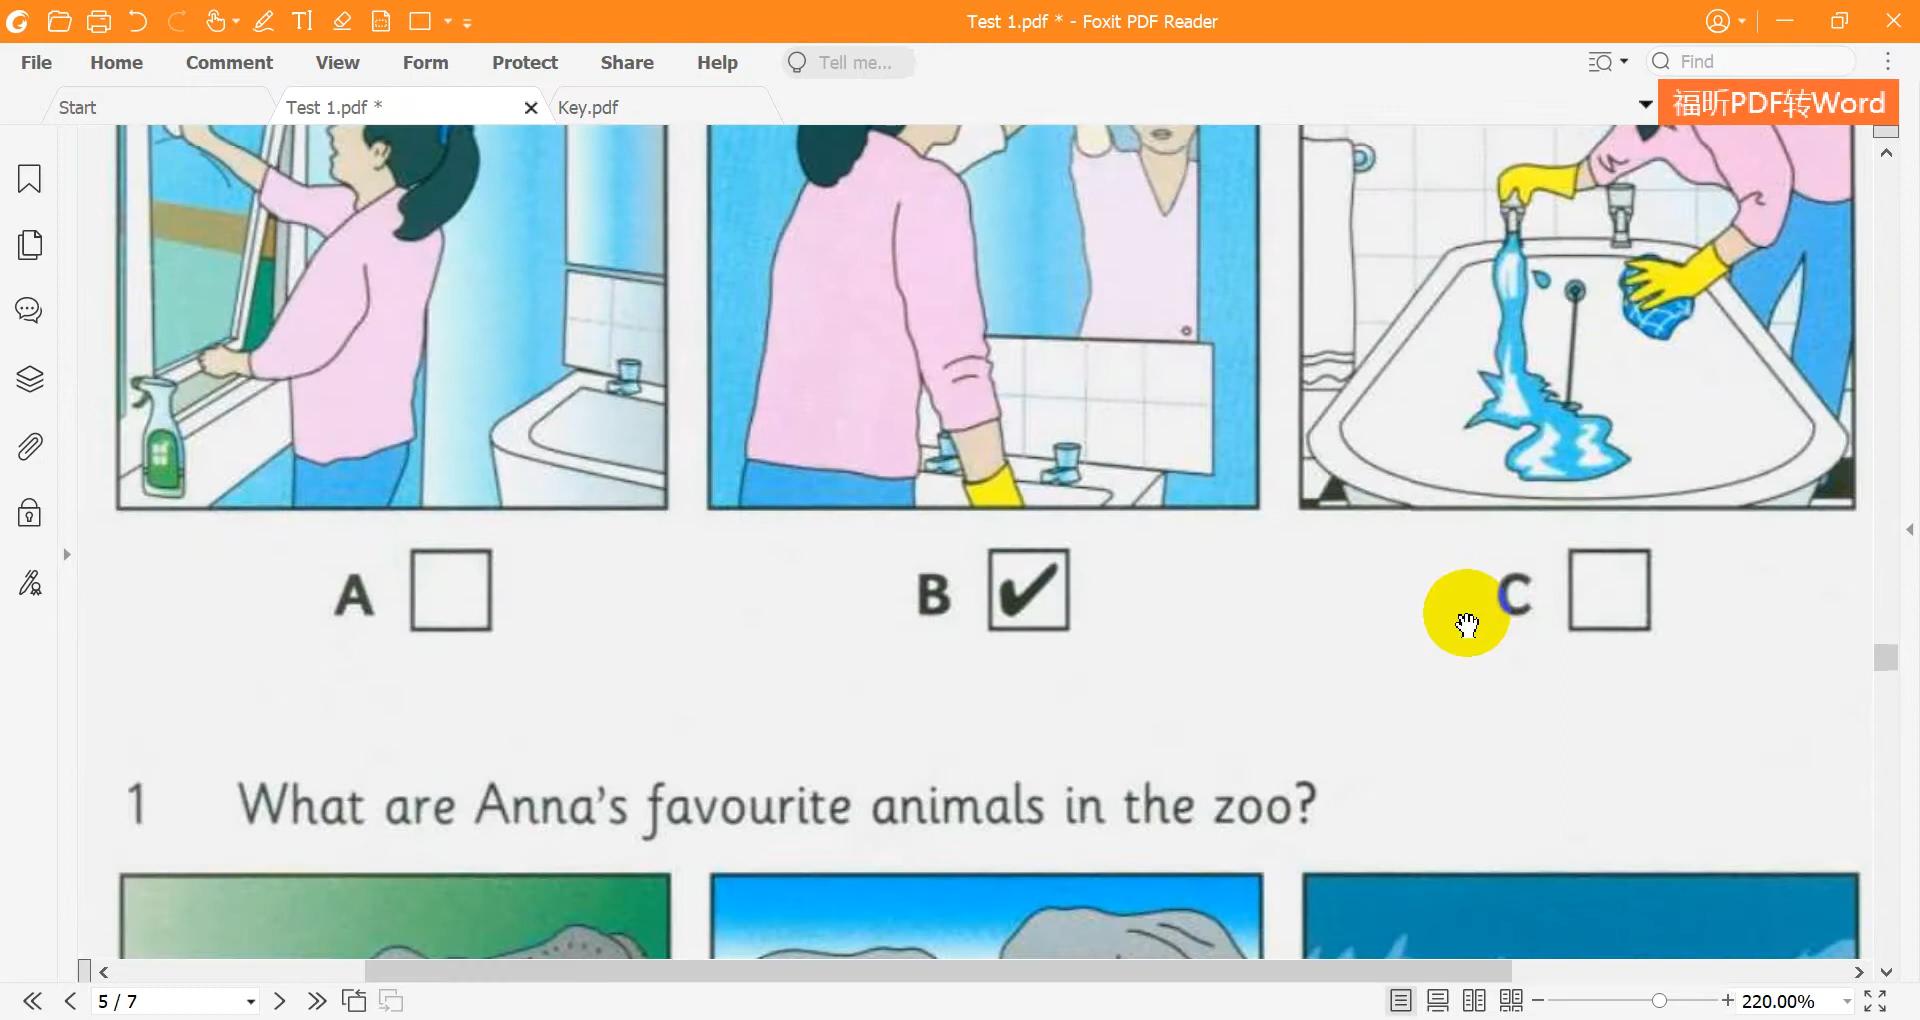 Test 1.pdf * - Foxit PDF Reader
File Home Comment View Form Protect Share Help Tell me... Find
Start Test 1.pdf * Key.pdf 福昕PDF转Word
A B C
1 What are Anna's favourite animals in the zoo?
5 / 7 220.00%